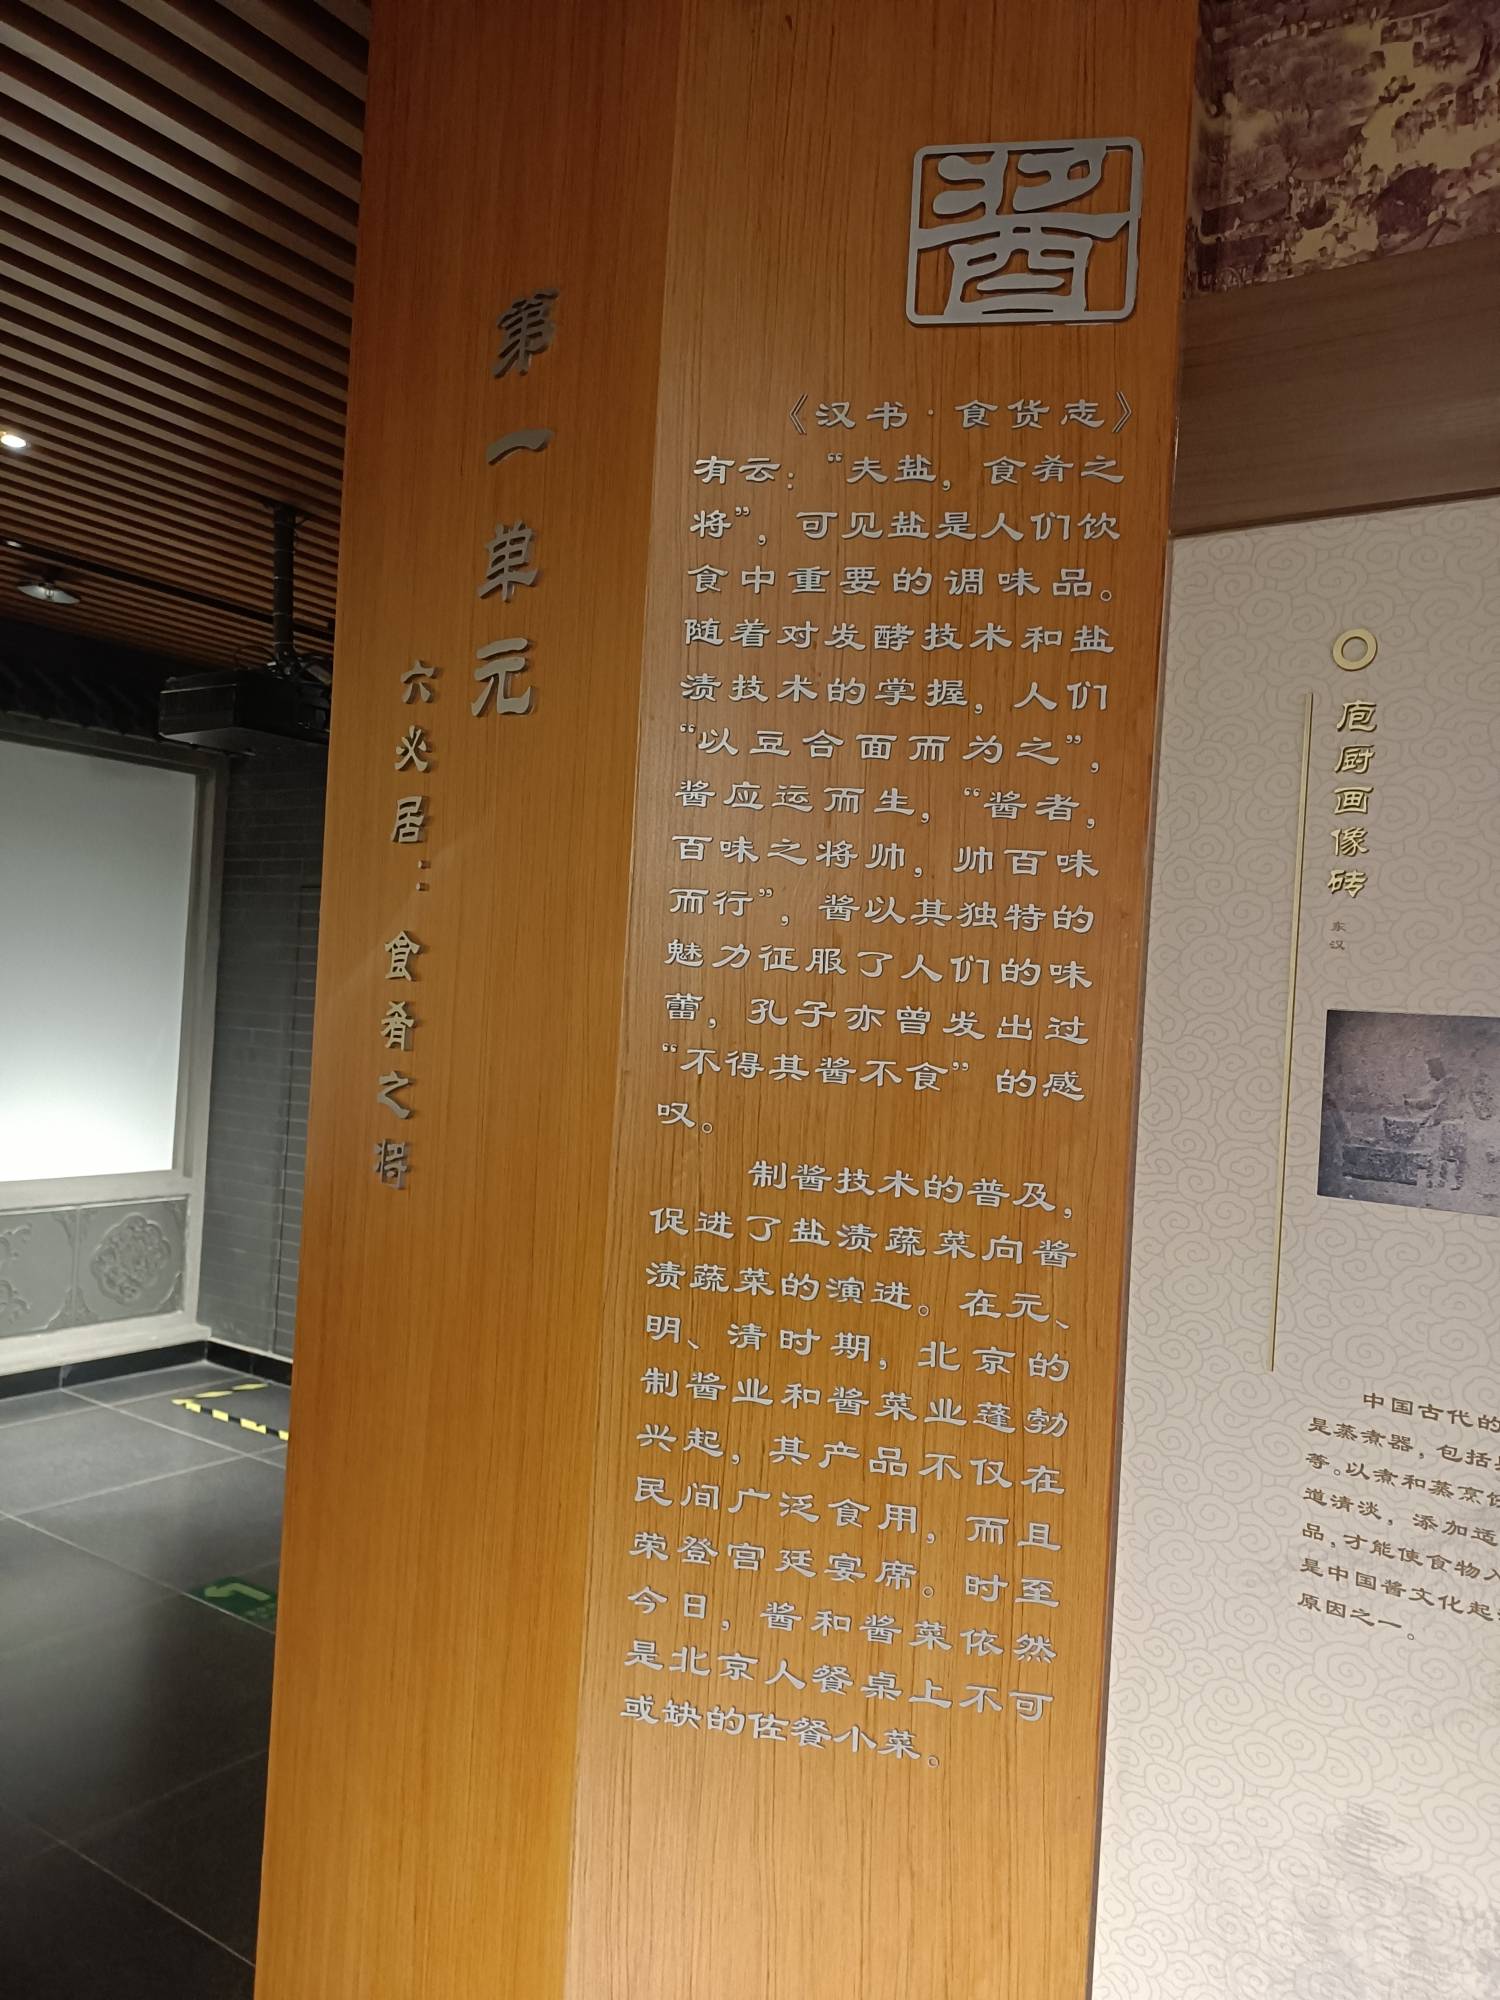 第一单元
六必居：食肴之将
酱
《汉书·食货志》
有云：“夫盐，食肴之
将”，可见盐是人们饮
食中重要的调味品。
随着对发酵技术和盐
渍技术的掌握，人们
“以豆合面而为之”，
酱应运而生，“酱者，
百味之将帅，帅百味
而行”，酱以其独特的
魅力征服了人们的味
蕾，孔子亦曾发出过
“不得其酱不食”的感
叹。
制酱技术的普及，
促进了盐渍蔬菜向酱
渍蔬菜的演进。在元、
明、清时期，北京的
制酱业和酱菜业蓬勃
兴起，其产品不仅在
民间广泛食用，而且
荣登宫廷宴席。时至
今日，酱和酱菜依然
是北京人餐桌上不可
或缺的佐餐小菜。
庖厨画像砖
东汉
中国古代的
是蒸煮器，包括
等。以煮和蒸烹
道清淡，添加适
品，才能使食物入
是中国酱文化起
原因之一。